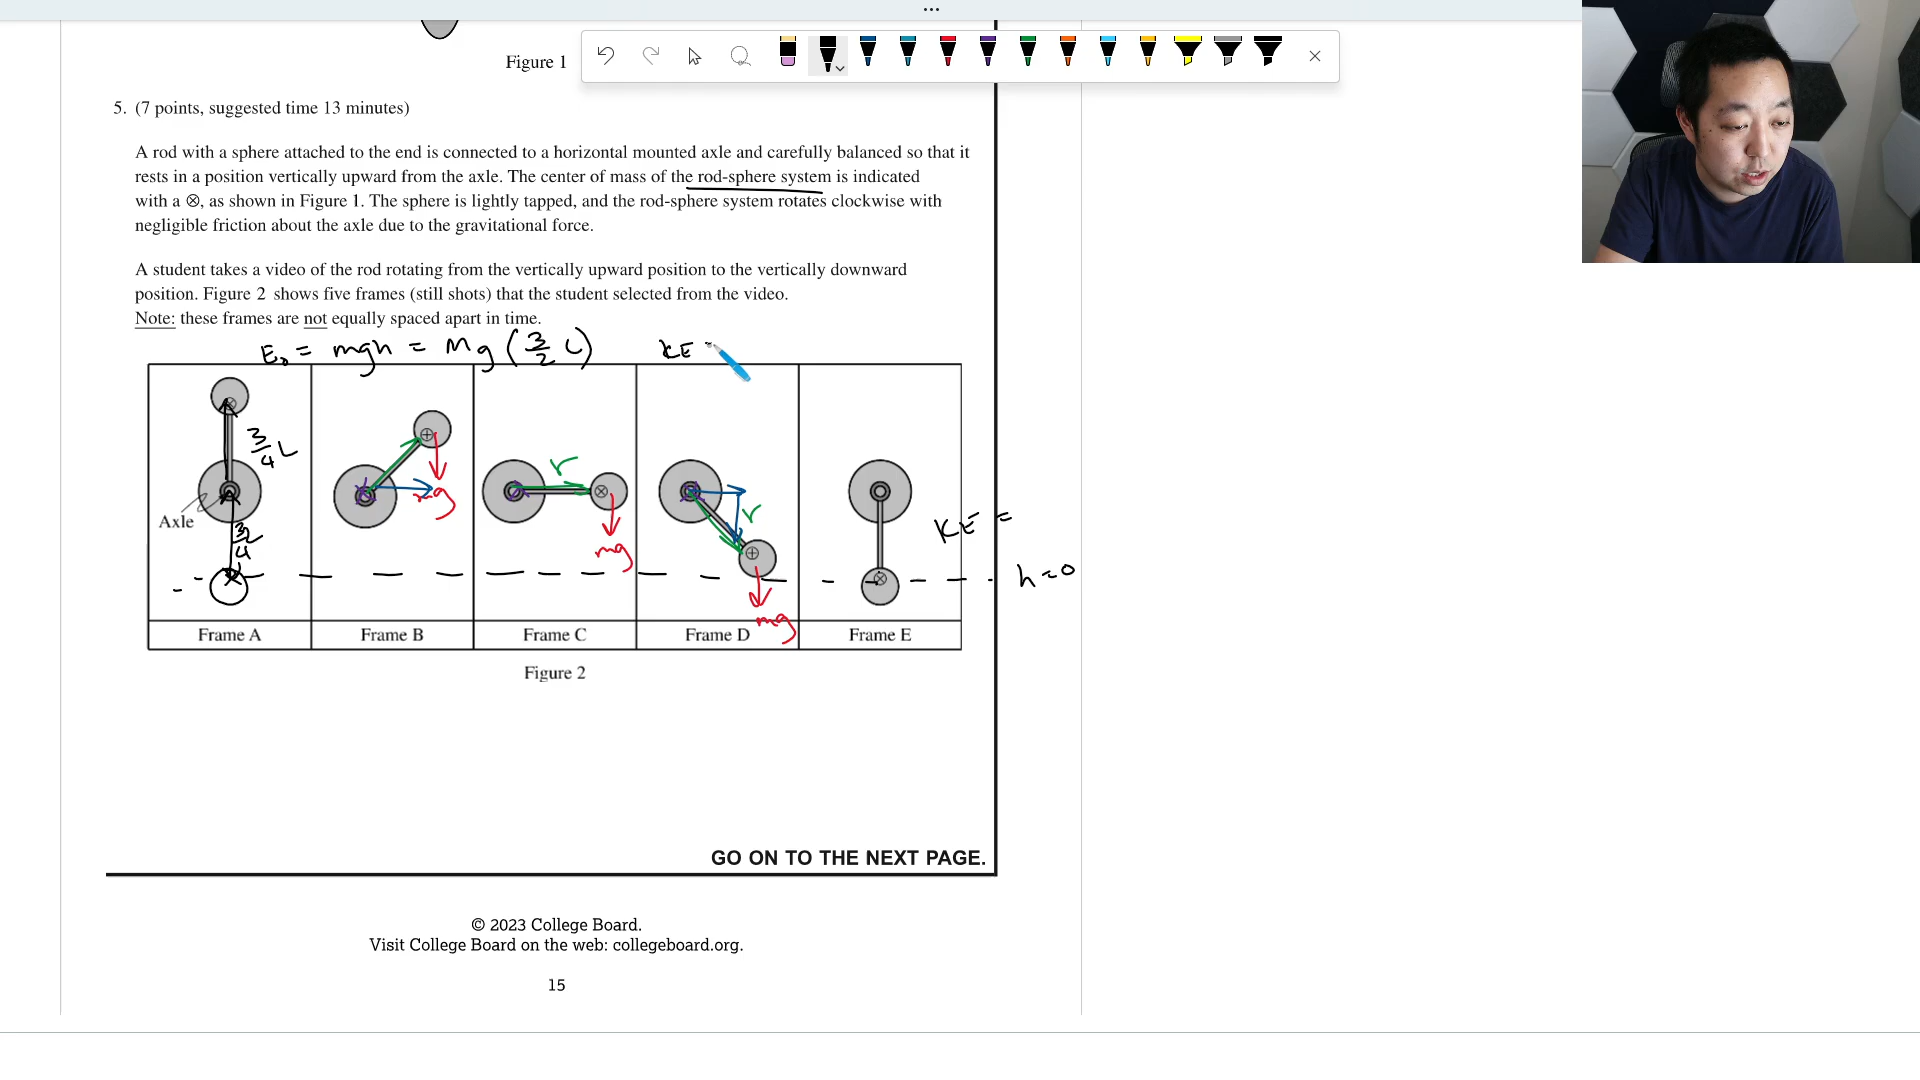 ...
Figure 1
5. (7 points, suggested time 13 minutes)
A rod with a sphere attached to the end is connected to a horizontal mounted axle and carefully balanced so that it
rests in a position vertically upward from the axle. The center of mass of the rod-sphere system is indicated
with a ⊗, as shown in Figure 1. The sphere is lightly tapped, and the rod-sphere system rotates clockwise with
negligible friction about the axle due to the gravitational force.
A student takes a video of the rod rotating from the vertically upward position to the vertically downward
position. Figure 2 shows five frames (still shots) that the student selected from the video.
Note: these frames are not equally spaced apart in time.
E₀ = mgh = Mg (3/2 L) KE =
3/4 L
mg
r
mg
r
mg
Axle
3/4 L
KE =
h=0
Frame A Frame B Frame C Frame D Frame E
Figure 2
GO ON TO THE NEXT PAGE.
© 2023 College Board.
Visit College Board on the web: collegeboard.org.
15